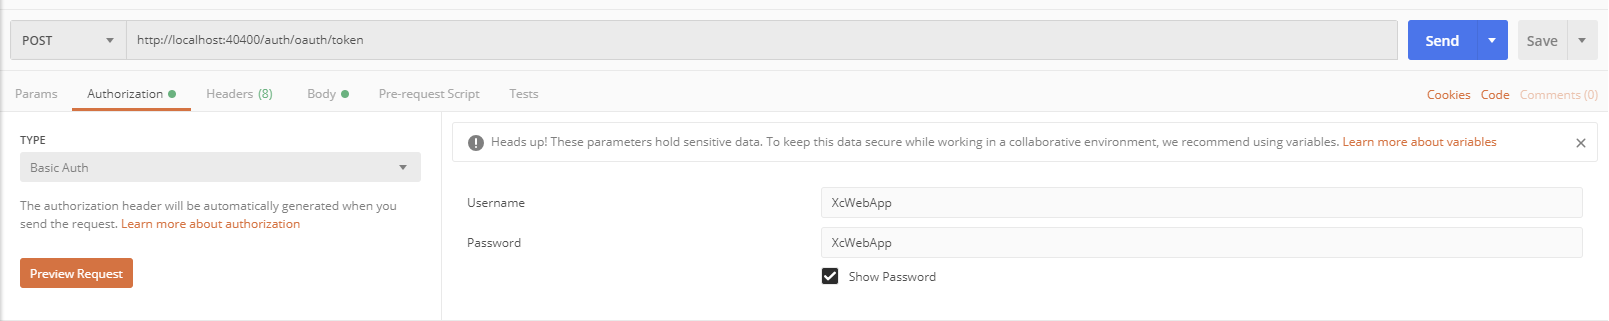 POST http://localhost:40400/auth/oauth/token Send Save
Params Authorization Headers (8) Body Pre-request Script Tests Cookies Code Comments (0)
TYPE
Basic Auth
The authorization header will be automatically generated when you
send the request. Learn more about authorization
Preview Request
Heads up! These parameters hold sensitive data. To keep this data secure while working in a collaborative environment, we recommend using variables. Learn more about variables
Username XcWebApp
Password XcWebApp
Show Password